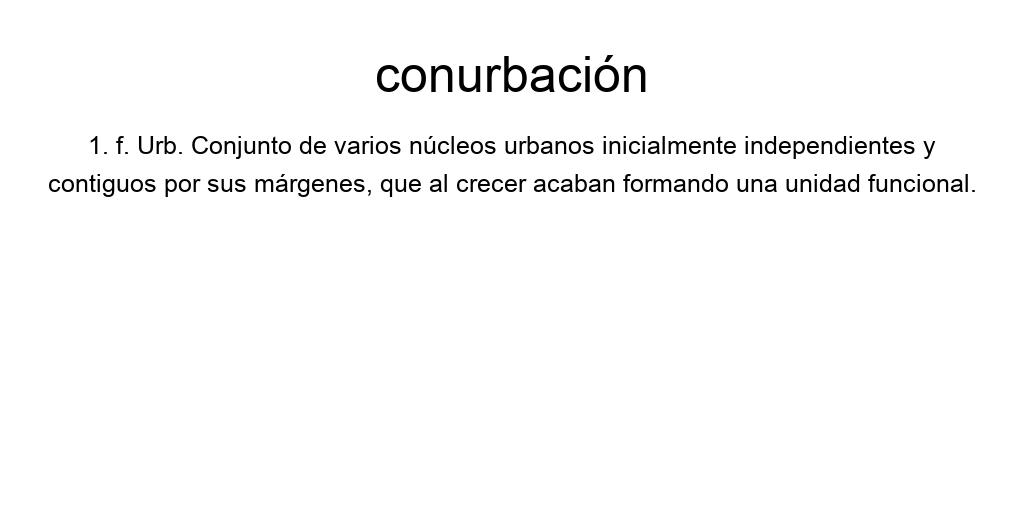 conurbación
1. f. Urb. Conjunto de varios núcleos urbanos inicialmente independientes y
contiguos por sus márgenes, que al crecer acaban formando una unidad funcional.